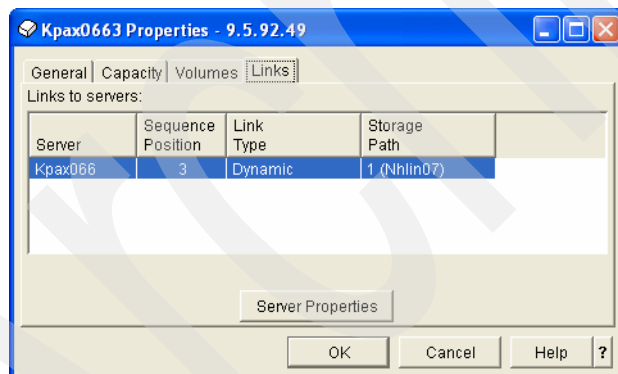 Kpax0663 Properties - 9.5.92.49
General Capacity Volumes Links
Links to servers:
Server Sequence Position Link Type Storage Path
Kpax066 3 Dynamic 1 (Nhlin07)
Server Properties
OK Cancel Help ?